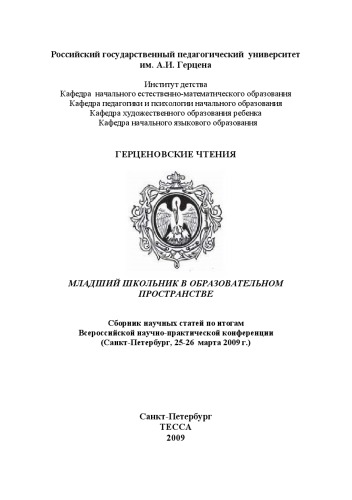 Российский государственный педагогический университет
им. А.И. Герцена
Институт детства
Кафедра начального естественно-математического образования
Кафедра педагогики и психологии начального образования
Кафедра художественного образования ребенка
Кафедра начального языкового образования
ГЕРЦЕНОВСКИЕ ЧТЕНИЯ
МЛАДШИЙ ШКОЛЬНИК В ОБРАЗОВАТЕЛЬНОМ
ПРОСТРАНСТВЕ
Сборник научных статей по итогам
Всероссийской научно-практической конференции
(Санкт-Петербург, 25-26 марта 2009 г.)
Санкт-Петербург
ТЕССА
2009